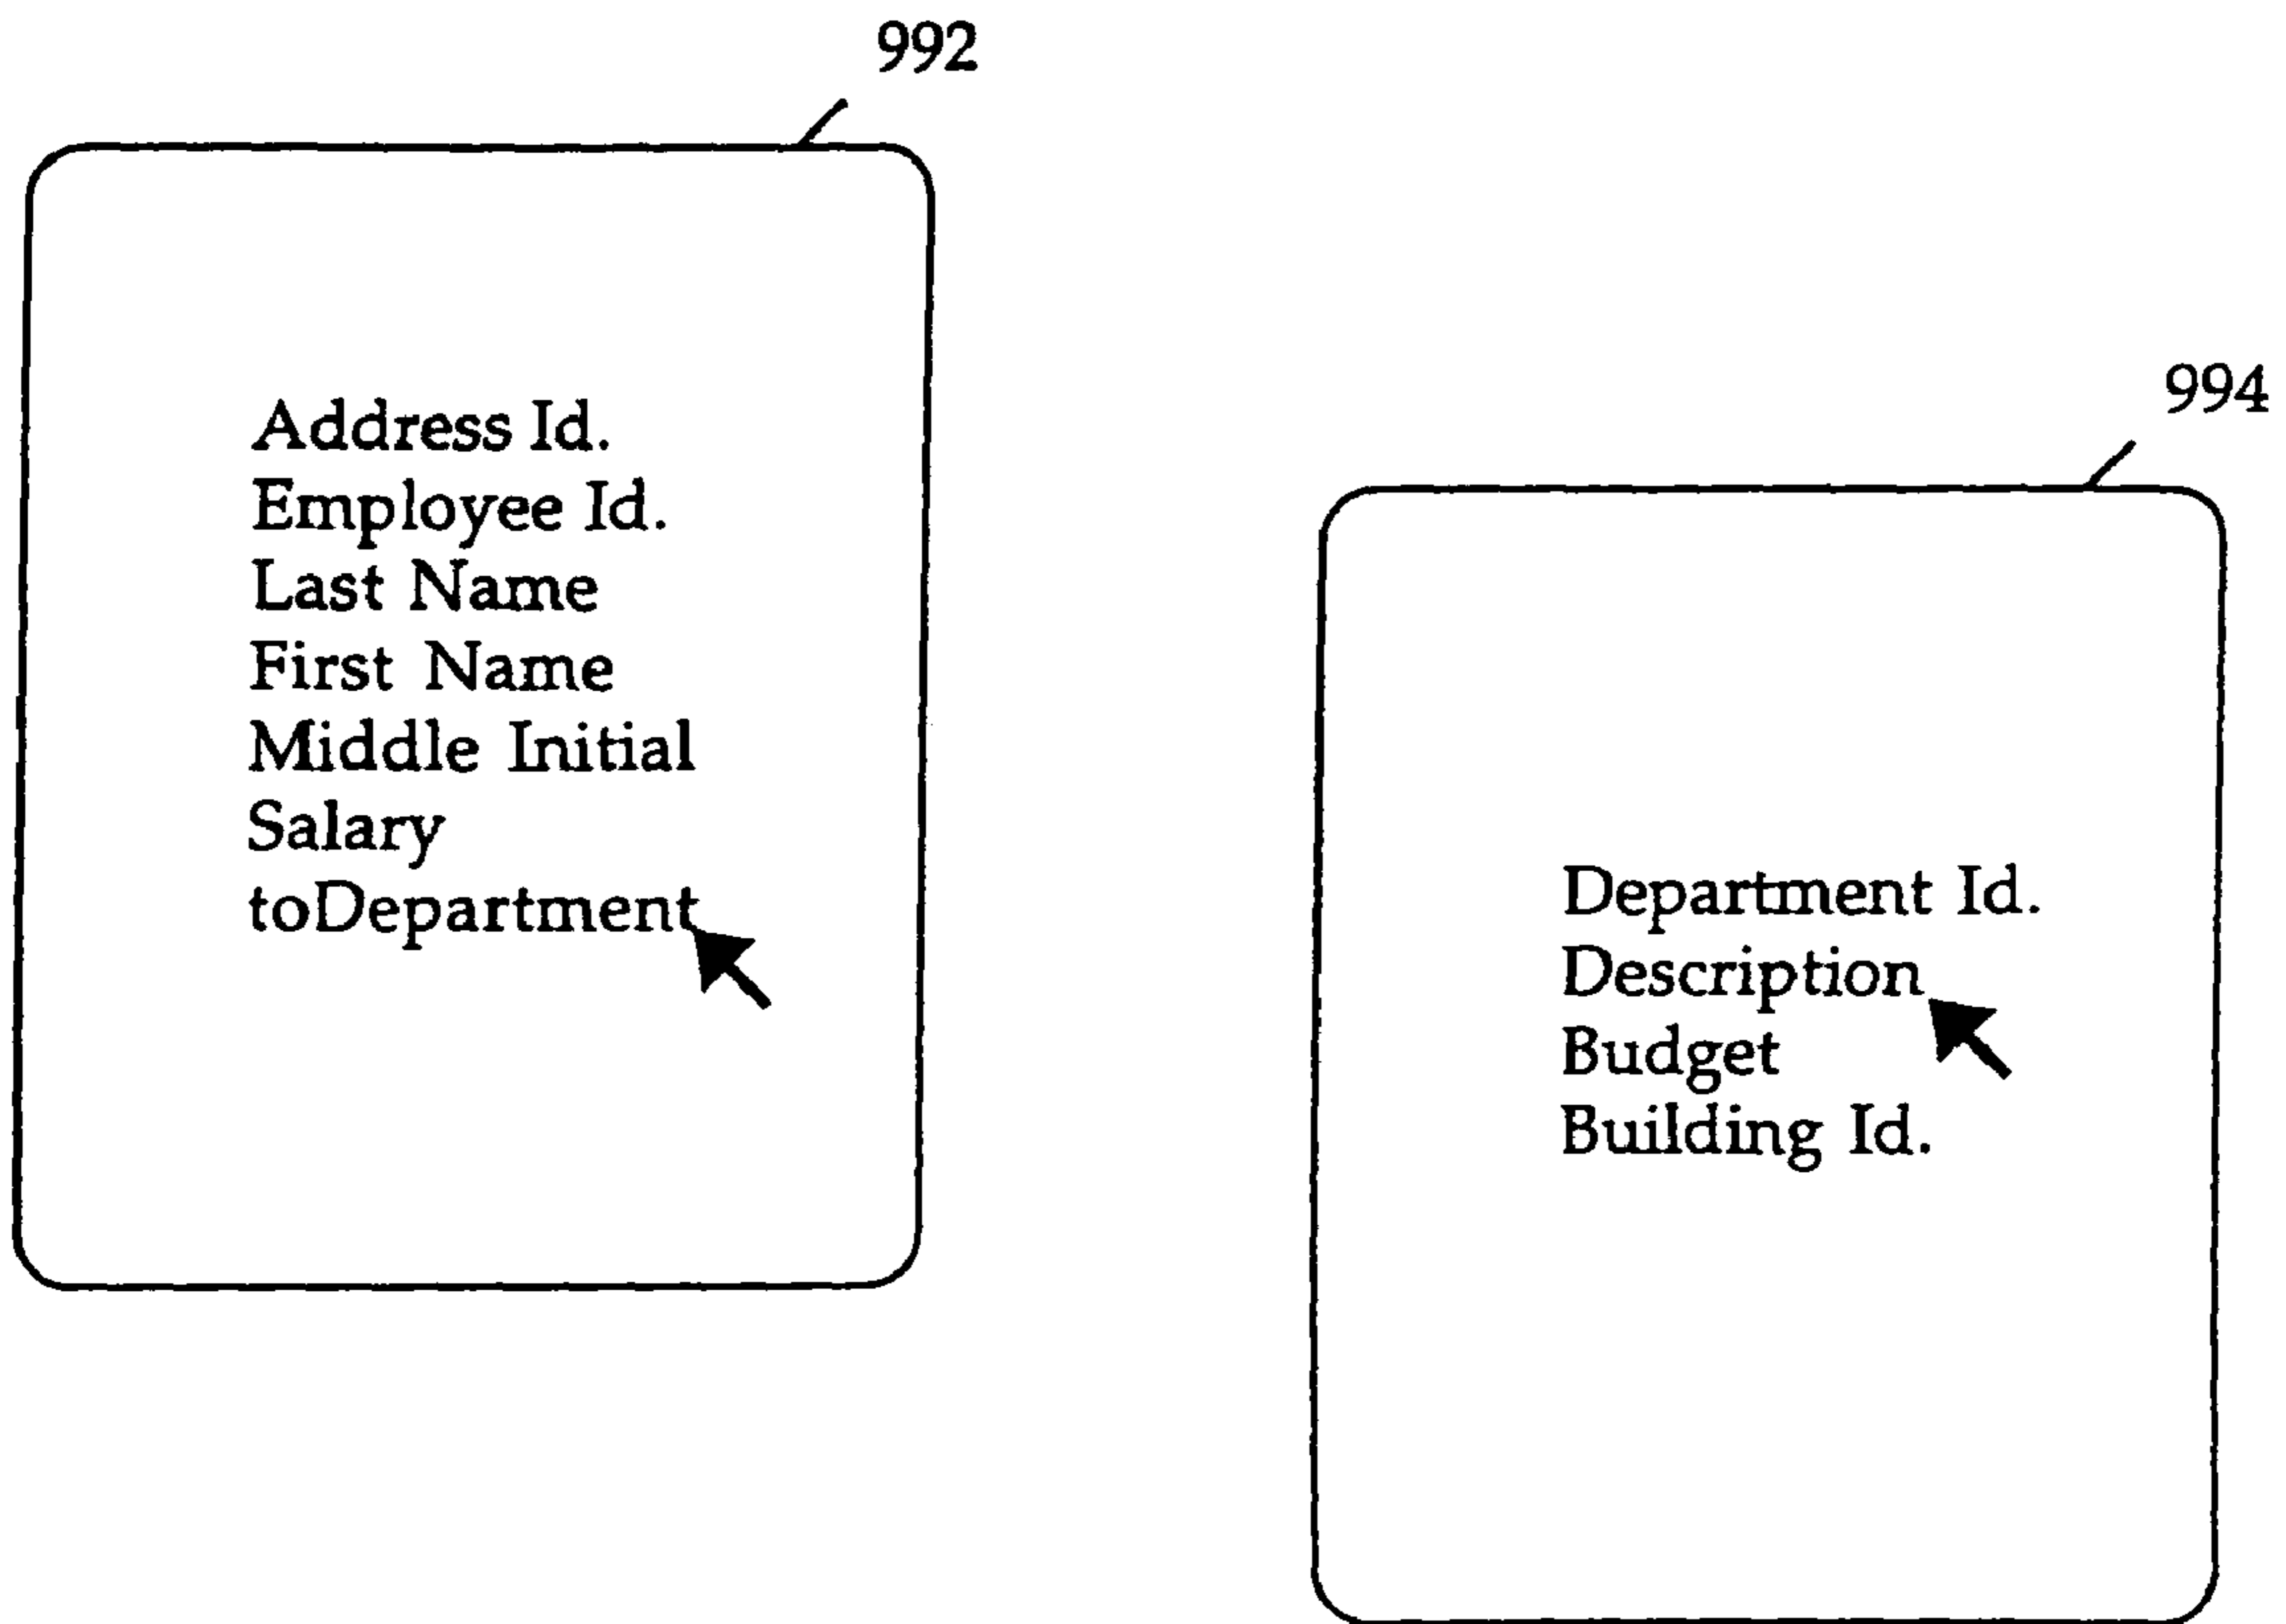 992
Address Id.
Employee Id.
Last Name
First Name
Middle Initial
Salary
toDepartment
994
Department Id.
Description
Budget
Building Id.